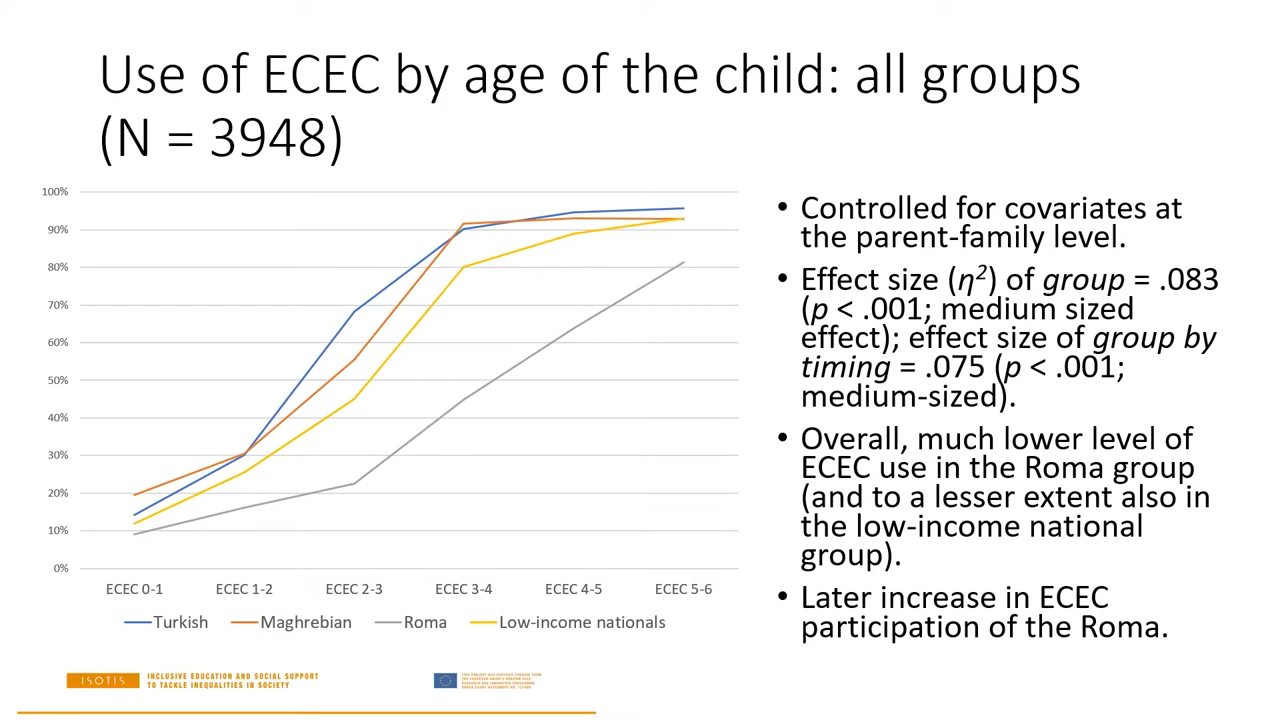 Use of ECEC by age of the child: all groups
(N = 3948)
100%
90%
80%
70%
60%
50%
40%
30%
20%
10%
0%
ECEC 0-1 ECEC 1-2 ECEC 2-3 ECEC 3-4 ECEC 4-5 ECEC 5-6
Turkish Maghrebian Roma Low-income nationals
• Controlled for covariates at
the parent-family level.
• Effect size (η²) of group = .083
(p < .001; medium sized
effect); effect size of group by
timing = .075 (p < .001;
medium-sized).
• Overall, much lower level of
ECEC use in the Roma group
(and to a lesser extent also in
the low-income national
group).
• Later increase in ECEC
participation of the Roma.
ISOTIS
INCLUSIVE EDUCATION AND SOCIAL SUPPORT
TO TACKLE INEQUALITIES IN SOCIETY